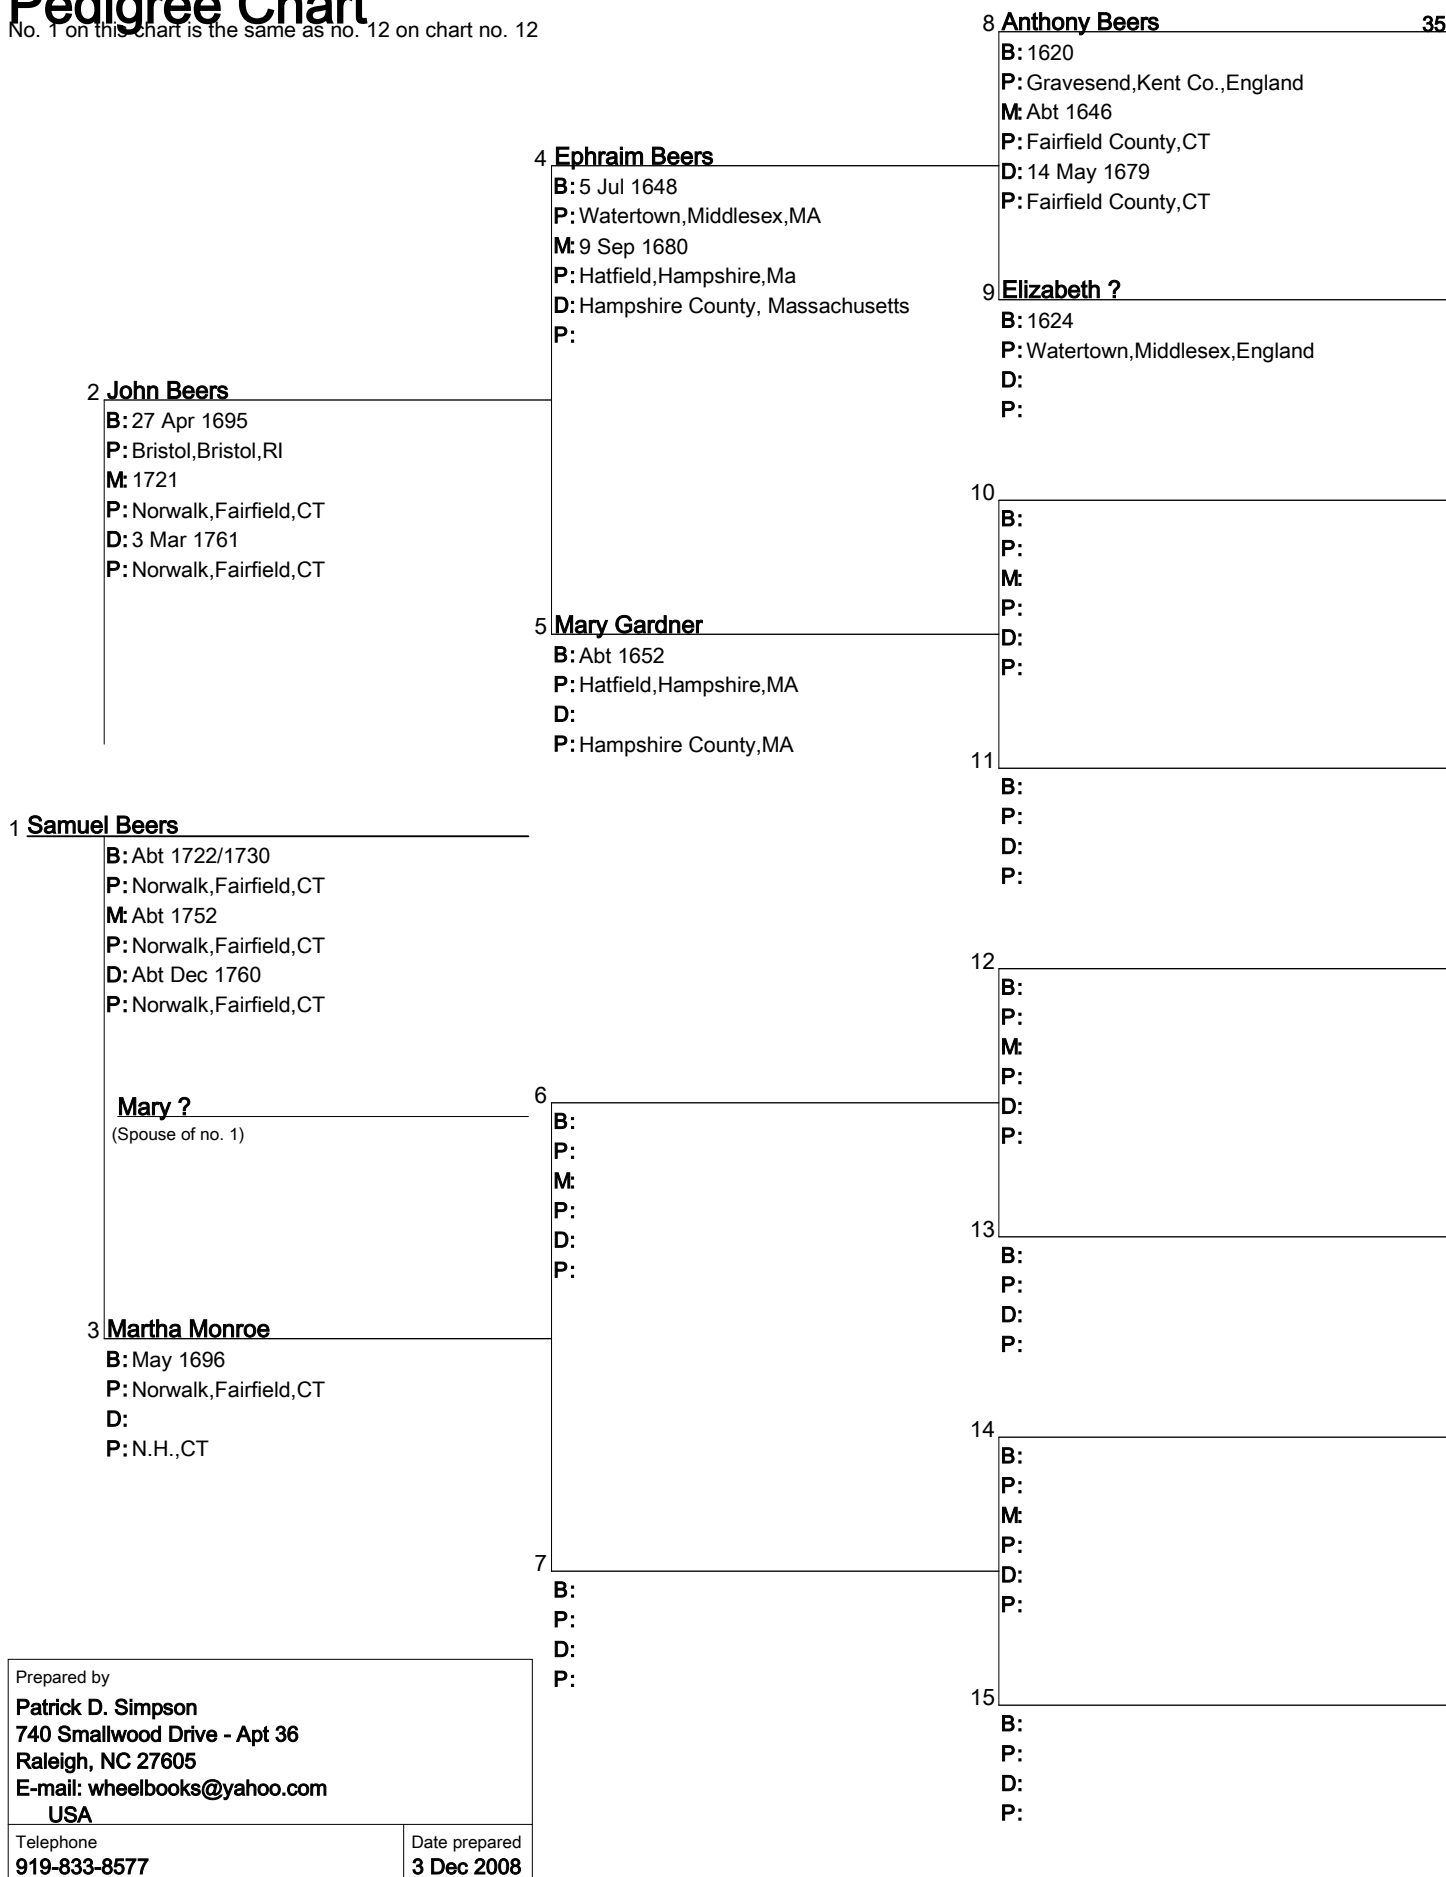 Pedigree Chart
No. 1 on this chart is the same as no. 12 on chart no. 12
8 Anthony Beers 35
B: 1620
P: Gravesend,Kent Co.,England
M: Abt 1646
P: Fairfield County,CT
D: 14 May 1679
P: Fairfield County,CT
4 Ephraim Beers
B: 5 Jul 1648
P: Watertown,Middlesex,MA
M: 9 Sep 1680
P: Hatfield,Hampshire,Ma
D: Hampshire County, Massachusetts
P:
9 Elizabeth ?
B: 1624
P: Watertown,Middlesex,England
D:
P:
2 John Beers
B: 27 Apr 1695
P: Bristol,Bristol,RI
M: 1721
P: Norwalk,Fairfield,CT
D: 3 Mar 1761
P: Norwalk,Fairfield,CT
10
B:
P:
M:
P:
D:
P:
5 Mary Gardner
B: Abt 1652
P: Hatfield,Hampshire,MA
D:
P: Hampshire County,MA
11
B:
P:
D:
P:
1 Samuel Beers
B: Abt 1722/1730
P: Norwalk,Fairfield,CT
M: Abt 1752
P: Norwalk,Fairfield,CT
D: Abt Dec 1760
P: Norwalk,Fairfield,CT
Mary ?
(Spouse of no. 1)
12
B:
P:
M:
P:
D:
P:
6
B:
P:
M:
P:
D:
P:
13
B:
P:
D:
P:
3 Martha Monroe
B: May 1696
P: Norwalk,Fairfield,CT
D:
P: N.H.,CT
14
B:
P:
M:
P:
D:
P:
7
B:
P:
D:
P:
15
B:
P:
D:
P:
Prepared by
Patrick D. Simpson
740 Smallwood Drive - Apt 36
Raleigh, NC 27605
E-mail: wheelbooks@yahoo.com
USA
Telephone
919-833-8577
Date prepared
3 Dec 2008